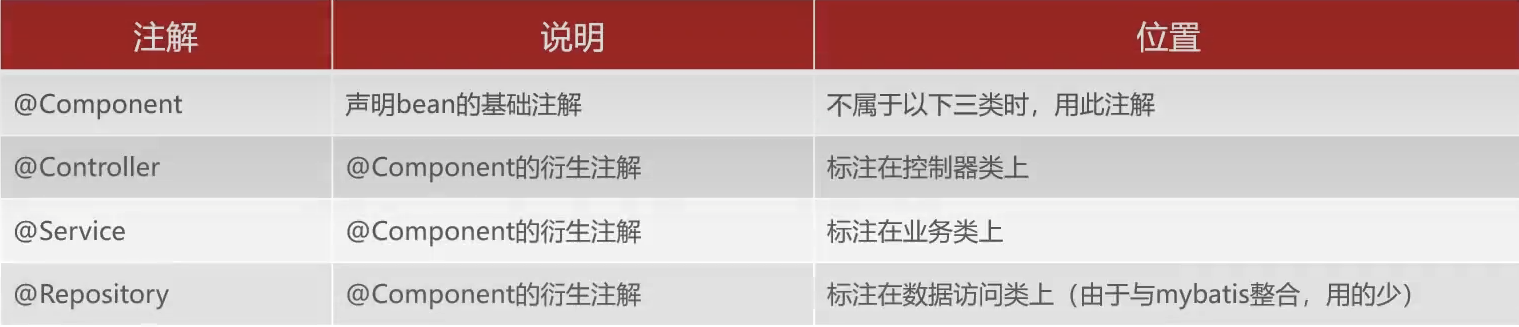 注解 说明 位置
@Component 声明bean的基础注解 不属于以下三类时，用此注解
@Controller @Component的衍生注解 标注在控制器类上
@Service @Component的衍生注解 标注在业务类上
@Repository @Component的衍生注解 标注在数据访问类上（由于与mybatis整合，用的少）